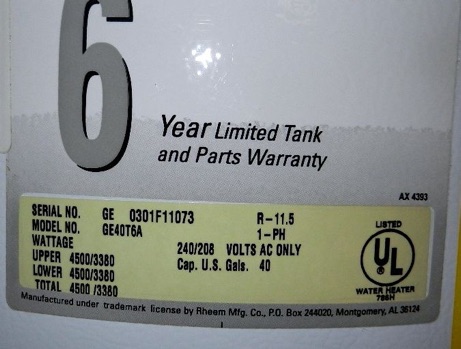 6
Year Limited Tank
and Parts Warranty
AX 4393
SERIAL NO. GE 0301F11073 R-11.5
MODEL NO. GE40T6A 1-PH
WATTAGE 240/208 VOLTS AC ONLY
UPPER 4500/3380 Cap. U.S. Gals. 40
LOWER 4500/3380
TOTAL 4500/3380
LISTED
UL
WATER HEATER
786H
Manufactured under trademark license by Rheem Mfg. Co., P.O. Box 244020, Montgomery, AL 36124